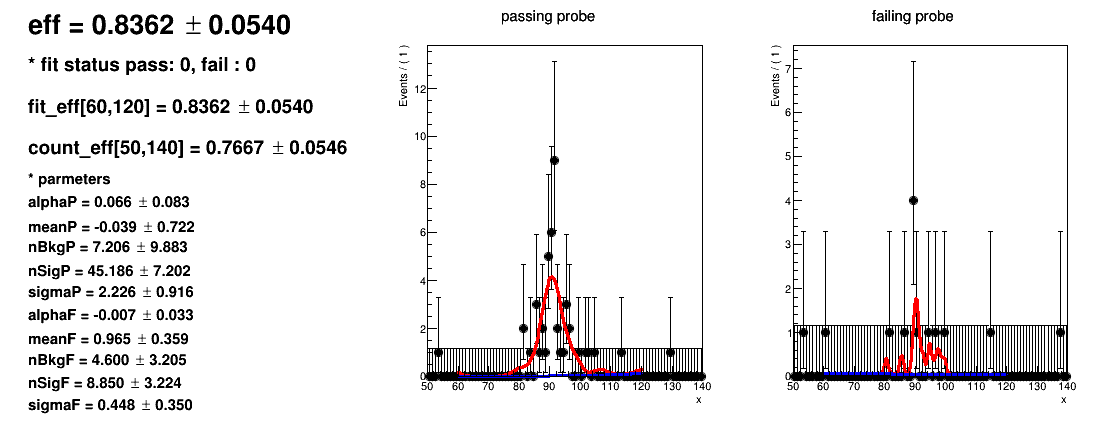 eff = 0.8362 ± 0.0540
* fit status pass: 0, fail : 0
fit_eff[60,120] = 0.8362 ± 0.0540
count_eff[50,140] = 0.7667 ± 0.0546
* parmeters
alphaP = 0.066 ± 0.083
meanP = -0.039 ± 0.722
nBkgP = 7.206 ± 9.883
nSigP = 45.186 ± 7.202
sigmaP = 2.226 ± 0.916
alphaF = -0.007 ± 0.033
meanF = 0.965 ± 0.359
nBkgF = 4.600 ± 3.205
nSigF = 8.850 ± 3.224
sigmaF = 0.448 ± 0.350
passing probe
Events / ( 1 )
12
10
8
6
4
2
0
50 60 70 80 90 100 110 120 130 140
x
failing probe
Events / ( 1 )
7
6
5
4
3
2
1
0
50 60 70 80 90 100 110 120 130 140
x